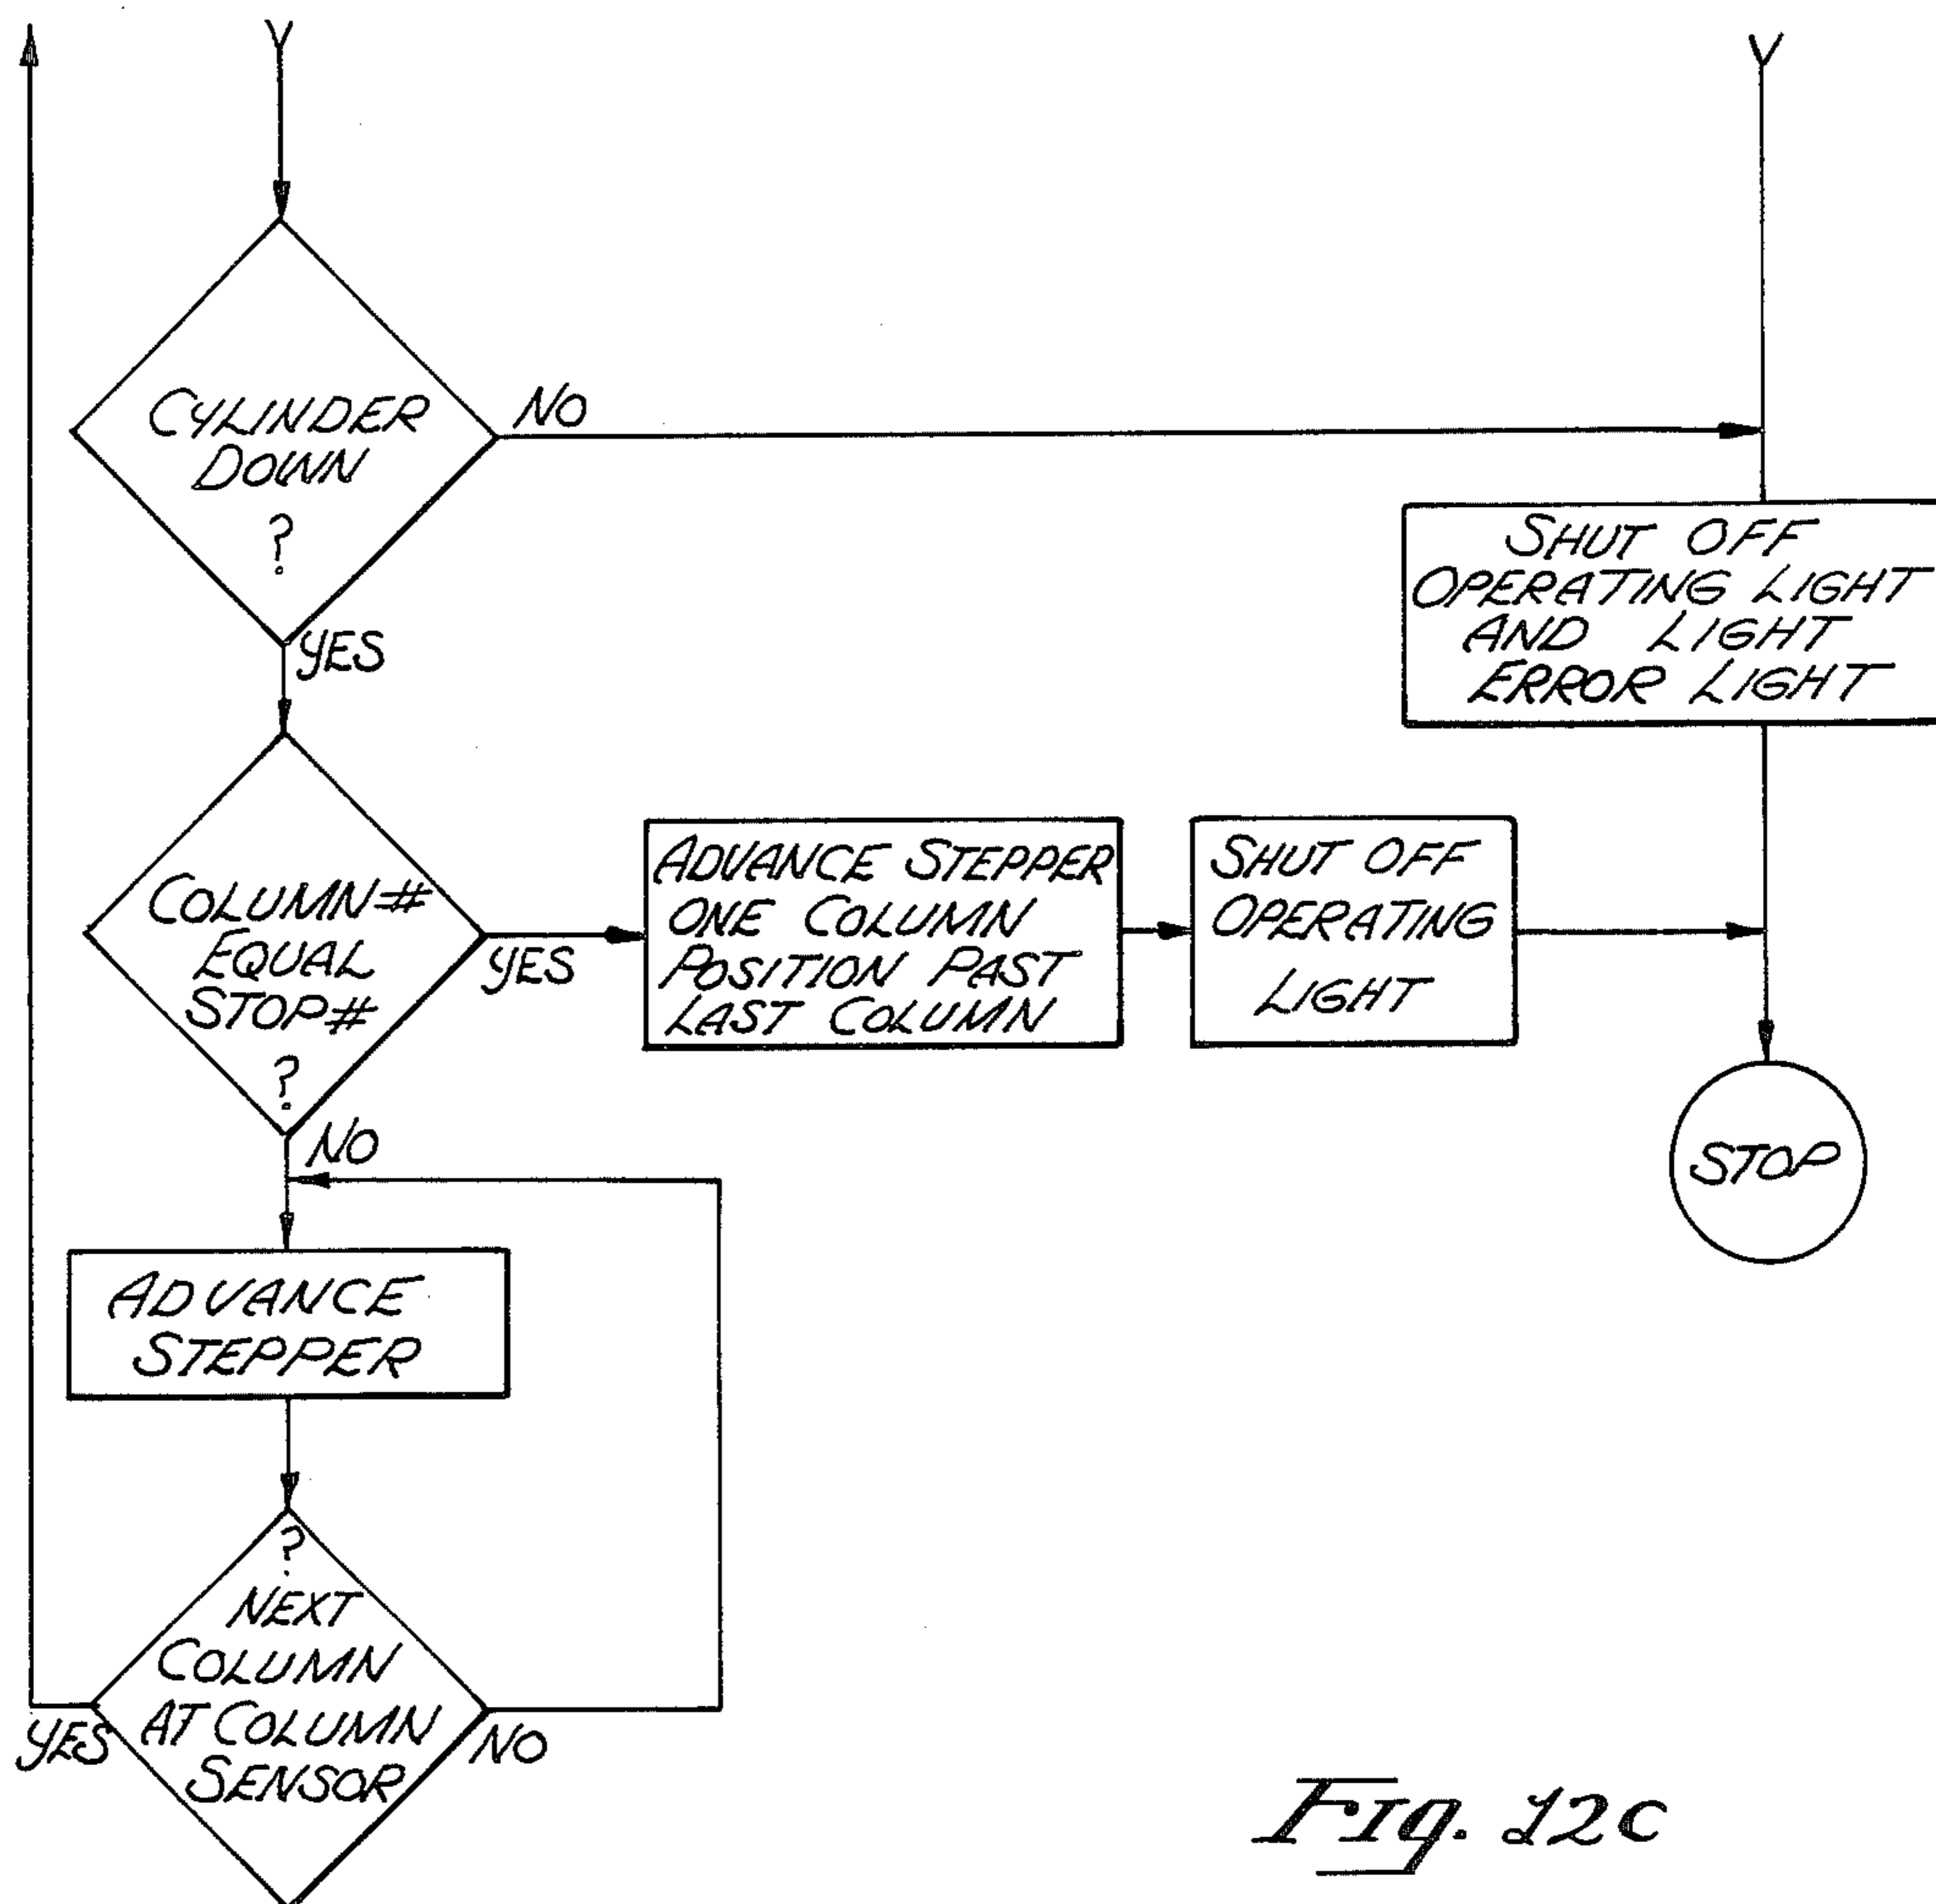 CYLINDER
DOWN
?
NO
YES
SHUT OFF
OPERATING LIGHT
AND LIGHT
ERROR LIGHT
COLUMN#
EQUAL
STOP#
?
YES
NO
ADVANCE STEPPER
ONE COLUMN
POSITION PAST
LAST COLUMN
SHUT OFF
OPERATING
LIGHT
STOP
ADVANCE
STEPPER
?
NEXT
COLUMN
AT COLUMN
SENSOR
YES
NO
Fig. 12C